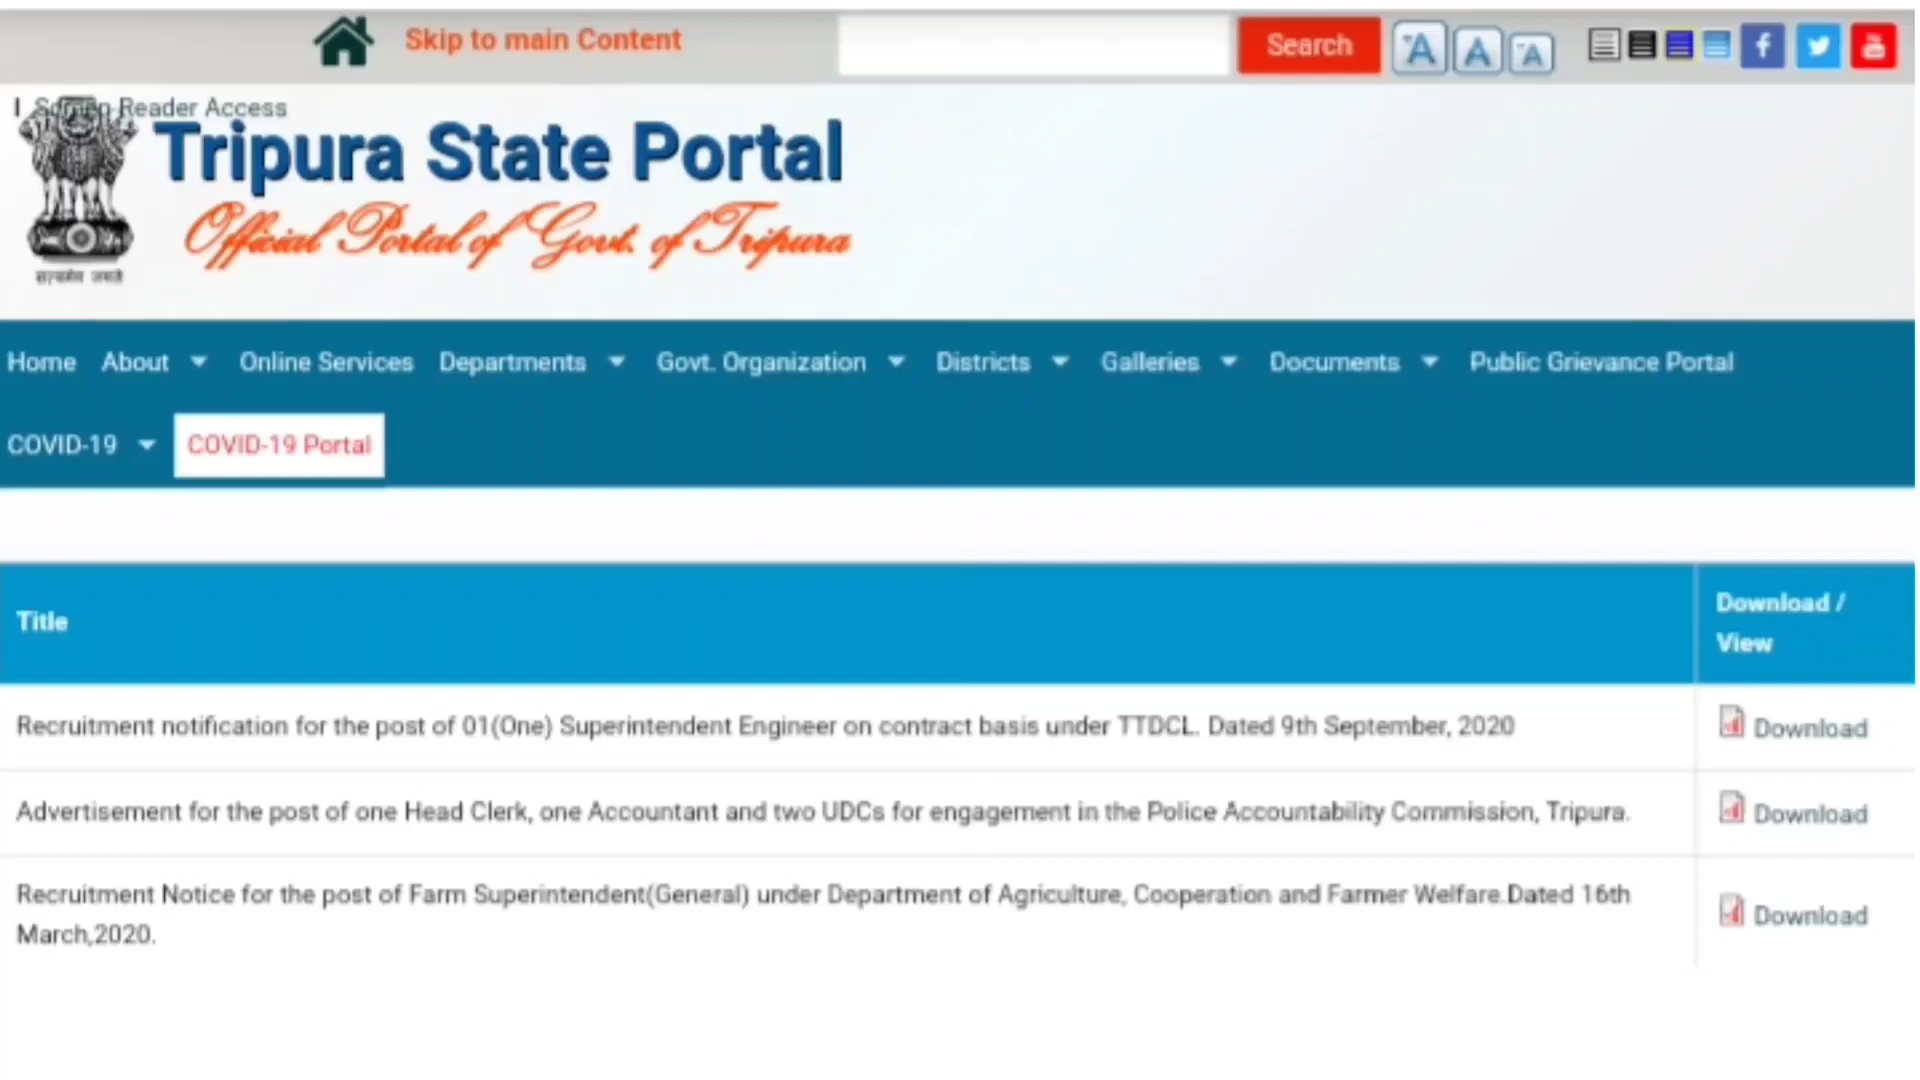 Skip to main Content
Search
A A A
| Screen Reader Access
Tripura State Portal
Official Portal of Govt. of Tripura
सत्यमेव जयते
Home About Online Services Departments Govt. Organization Districts Galleries Documents Public Grievance Portal
COVID-19 COVID-19 Portal
Title
Download /
View
Recruitment notification for the post of 01(One) Superintendent Engineer on contract basis under TTDCL. Dated 9th September, 2020
Download
Advertisement for the post of one Head Clerk, one Accountant and two UDCs for engagement in the Police Accountability Commission, Tripura.
Download
Recruitment Notice for the post of Farm Superintendent(General) under Department of Agriculture, Cooperation and Farmer Welfare.Dated 16th
March,2020.
Download